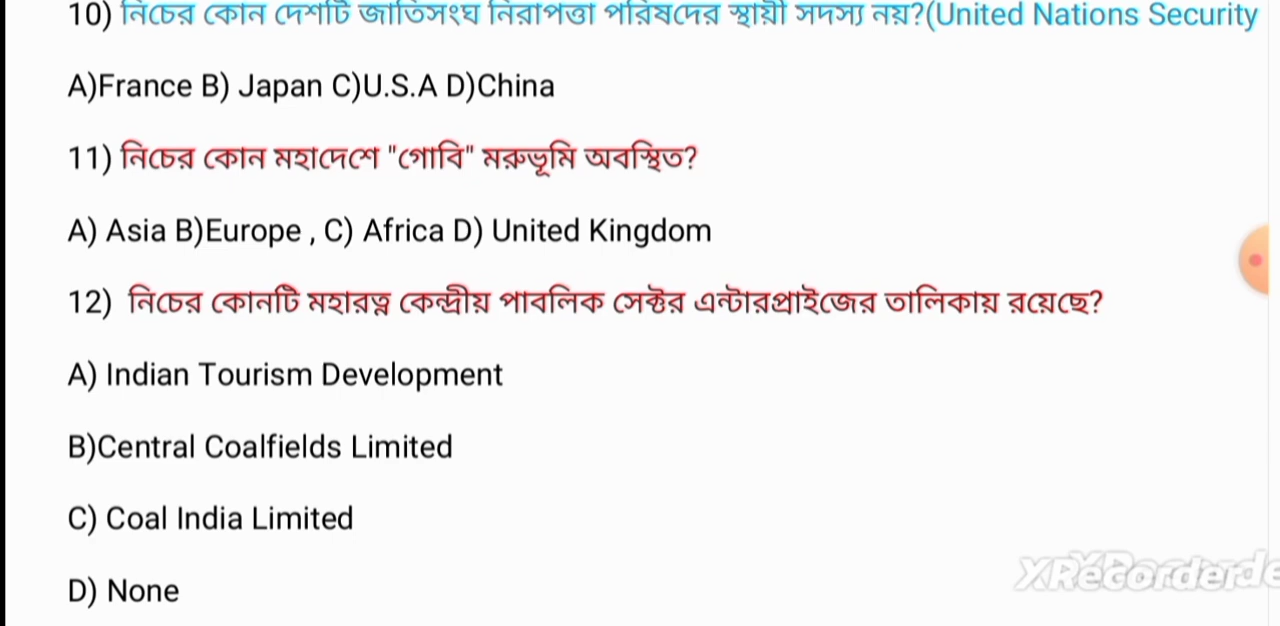 10) নিচের কোন দেশটি জাতিসংঘ নিরাপত্তা পরিষদের স্থায়ী সদস্য নয়?(United Nations Security
A)France B) Japan C)U.S.A D)China
11) নিচের কোন মহাদেশে "গোবি" মরুভূমি অবস্থিত?
A) Asia B)Europe , C) Africa D) United Kingdom
12) নিচের কোনটি মহারত্ন কেন্দ্রীয় পাবলিক সেক্টর এন্টারপ্রাইজের তালিকায় রয়েছে?
A) Indian Tourism Development
B)Central Coalfields Limited
C) Coal India Limited
D) None